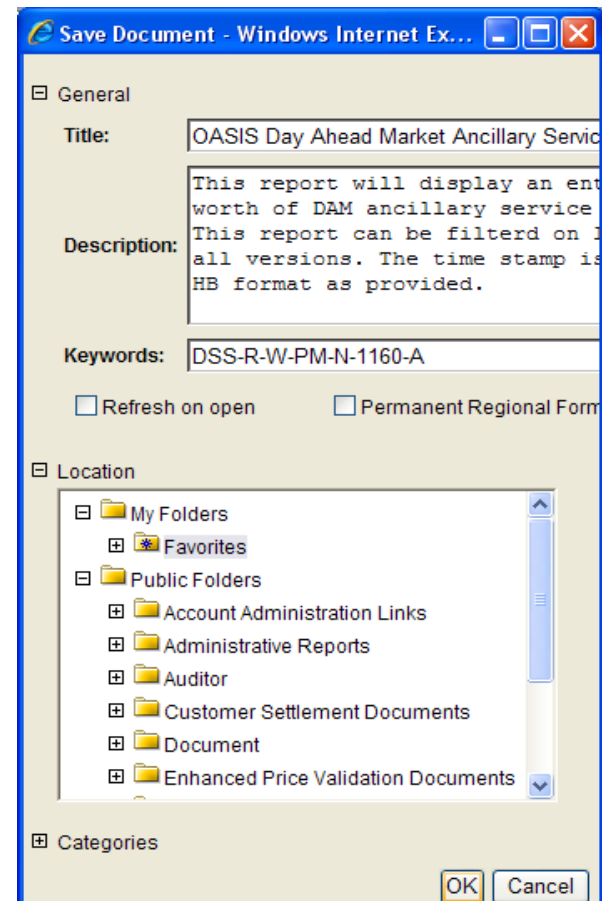 Save Document - Windows Internet Ex...
General
Title: OASIS Day Ahead Market Ancillary Servic
Description: This report will display an ent
worth of DAM ancillary service
This report can be filterd on
all versions. The time stamp is
HB format as provided.
Keywords: DSS-R-W-PM-N-1160-A
Refresh on open Permanent Regional Form
Location
My Folders
Favorites
Public Folders
Account Administration Links
Administrative Reports
Auditor
Customer Settlement Documents
Document
Enhanced Price Validation Documents
Categories
OK Cancel